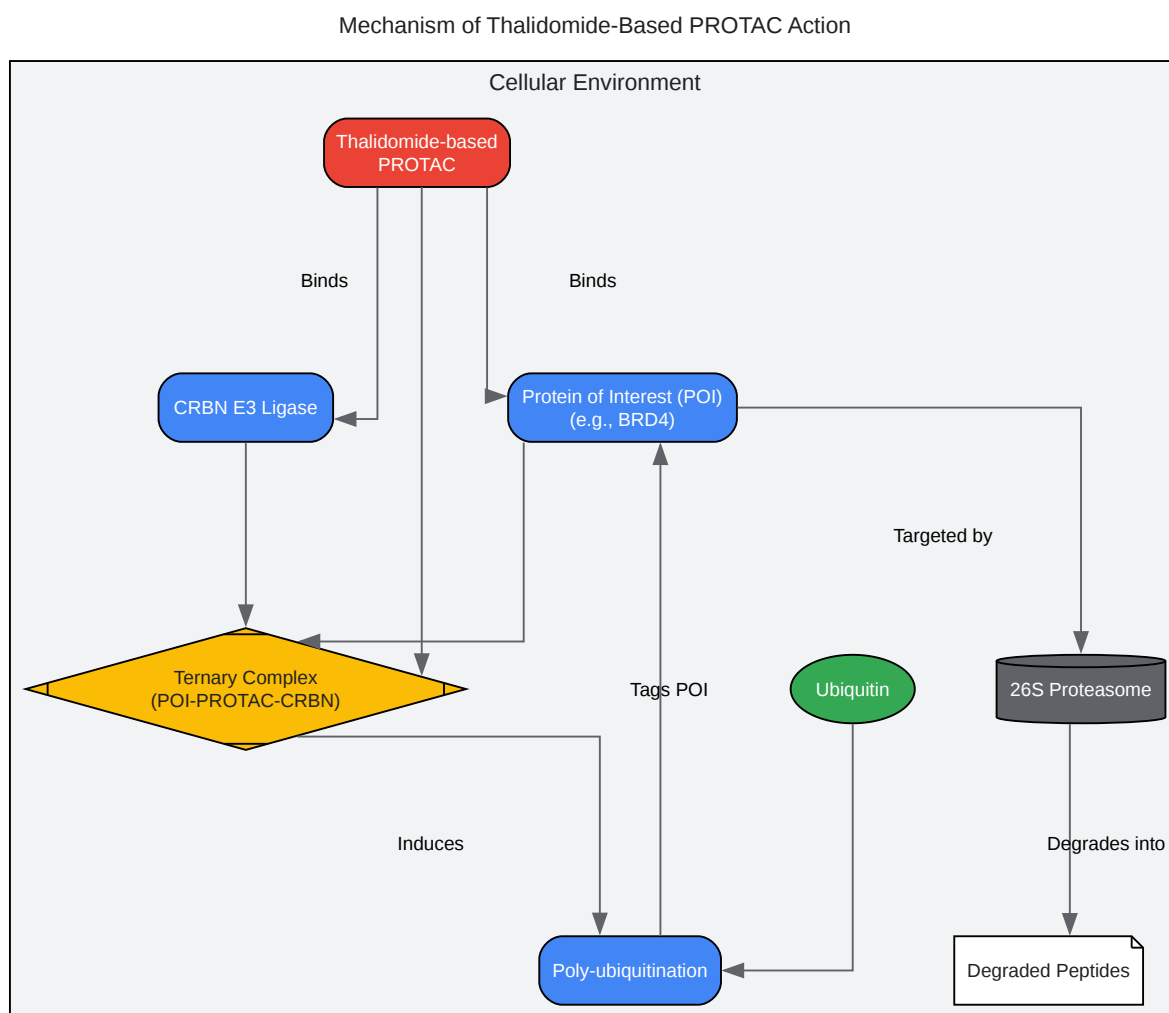 Mechanism of Thalidomide-Based PROTAC Action
Cellular Environment
Thalidomide-based
PROTAC
Binds
Binds
CRBN E3 Ligase
Protein of Interest (POI)
(e.g., BRD4)
Targeted by
Ternary Complex
(POI-PROTAC-CRBN)
Tags POI
Ubiquitin
26S Proteasome
Induces
Degrades into
Poly-ubiquitination
Degraded Peptides